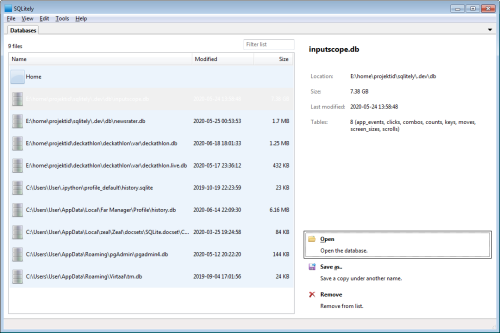 SQLitely
File View Edit Tools Help
Databases
9 files
Filter list
Name Modified Size
Home
E:\home\projektid\sqlitely\.dev\db\newsrater.db 2020-05-25 00:53:53 1.7 MB
E:\home\projektid\deckathlon\deckathlon\var\deckathlon.db 2020-06-18 18:01:33 1.25 MB
E:\home\projektid\deckathlon\deckathlon\var\deckathlon.live.db 2020-05-17 23:36:12 432 KB
C:\Users\User\.ipython\profile_default\history.sqlite 2019-10-19 22:23:59 23 KB
C:\Users\User\AppData\Local\Far Manager\Profile\history.db 2020-06-14 22:09:30 6.16 MB
C:\Users\User\AppData\Local\zeal\Zeal\docsets\SQLite.docset\C... 2020-03-25 19:24:58 84 KB
C:\Users\User\AppData\Roaming\pgAdmin\pgadmin4.db 2020-05-12 20:22:20 144 KB
C:\Users\User\AppData\Roaming\Virtaal\tm.db 2019-09-04 17:01:56 24 KB
inputscope.db
Location: E:\home\projektid\sqlitely\.dev\db
Size 7.38 GB
Last modified: 2020-05-24 13:58:48
Tables: 8 (app_events, clicks, combos, counts, keys, moves,
screen_sizes, scrolls)
Open
Open the database.
Save as..
Save a copy under another name.
Remove
Remove from list.